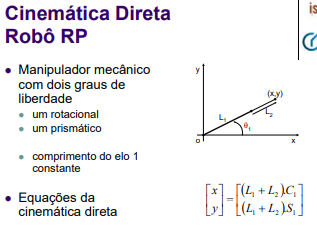 Cinemática Direta
Robô RP
is
• Manipulador mecânico
com dois graus de
liberdade
• um rotacional
• um prismático
• comprimento do elo 1
constante
• Equações da
cinemática direta
y
(x,y)
L₁
L₂
θ₁
o
x
[x] = [(L₁ + L₂).C₁]
[y] [(L₁ + L₂).S₁]